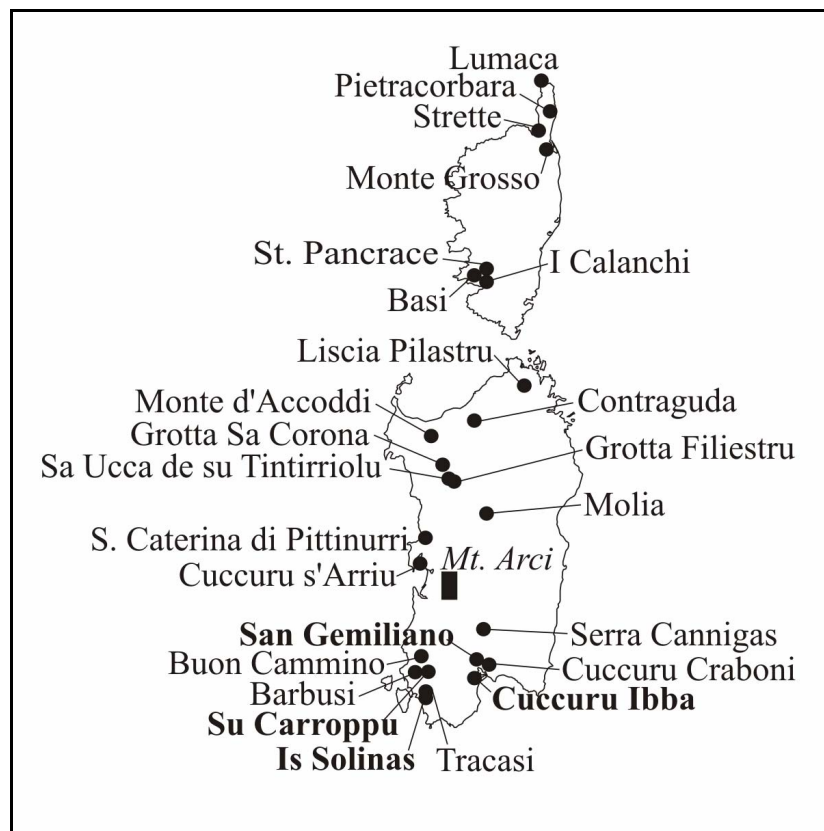 Lumaca
Pietracorbara
Strette
Monte Grosso
St. Pancrace
I Calanchi
Basi
Liscia Pilastru
Monte d'Accoddi
Contraguda
Grotta Sa Corona
Grotta Filiestru
Sa Ucca de su Tintirriolu
Molia
S. Caterina di Pittinurri
Mt. Arci
Cuccuru s'Arriu
San Gemiliano
Serra Cannigas
Buon Cammino
Cuccuru Craboni
Barbusi
Cuccuru Ibba
Su Carroppu
Is Solinas
Tracasi